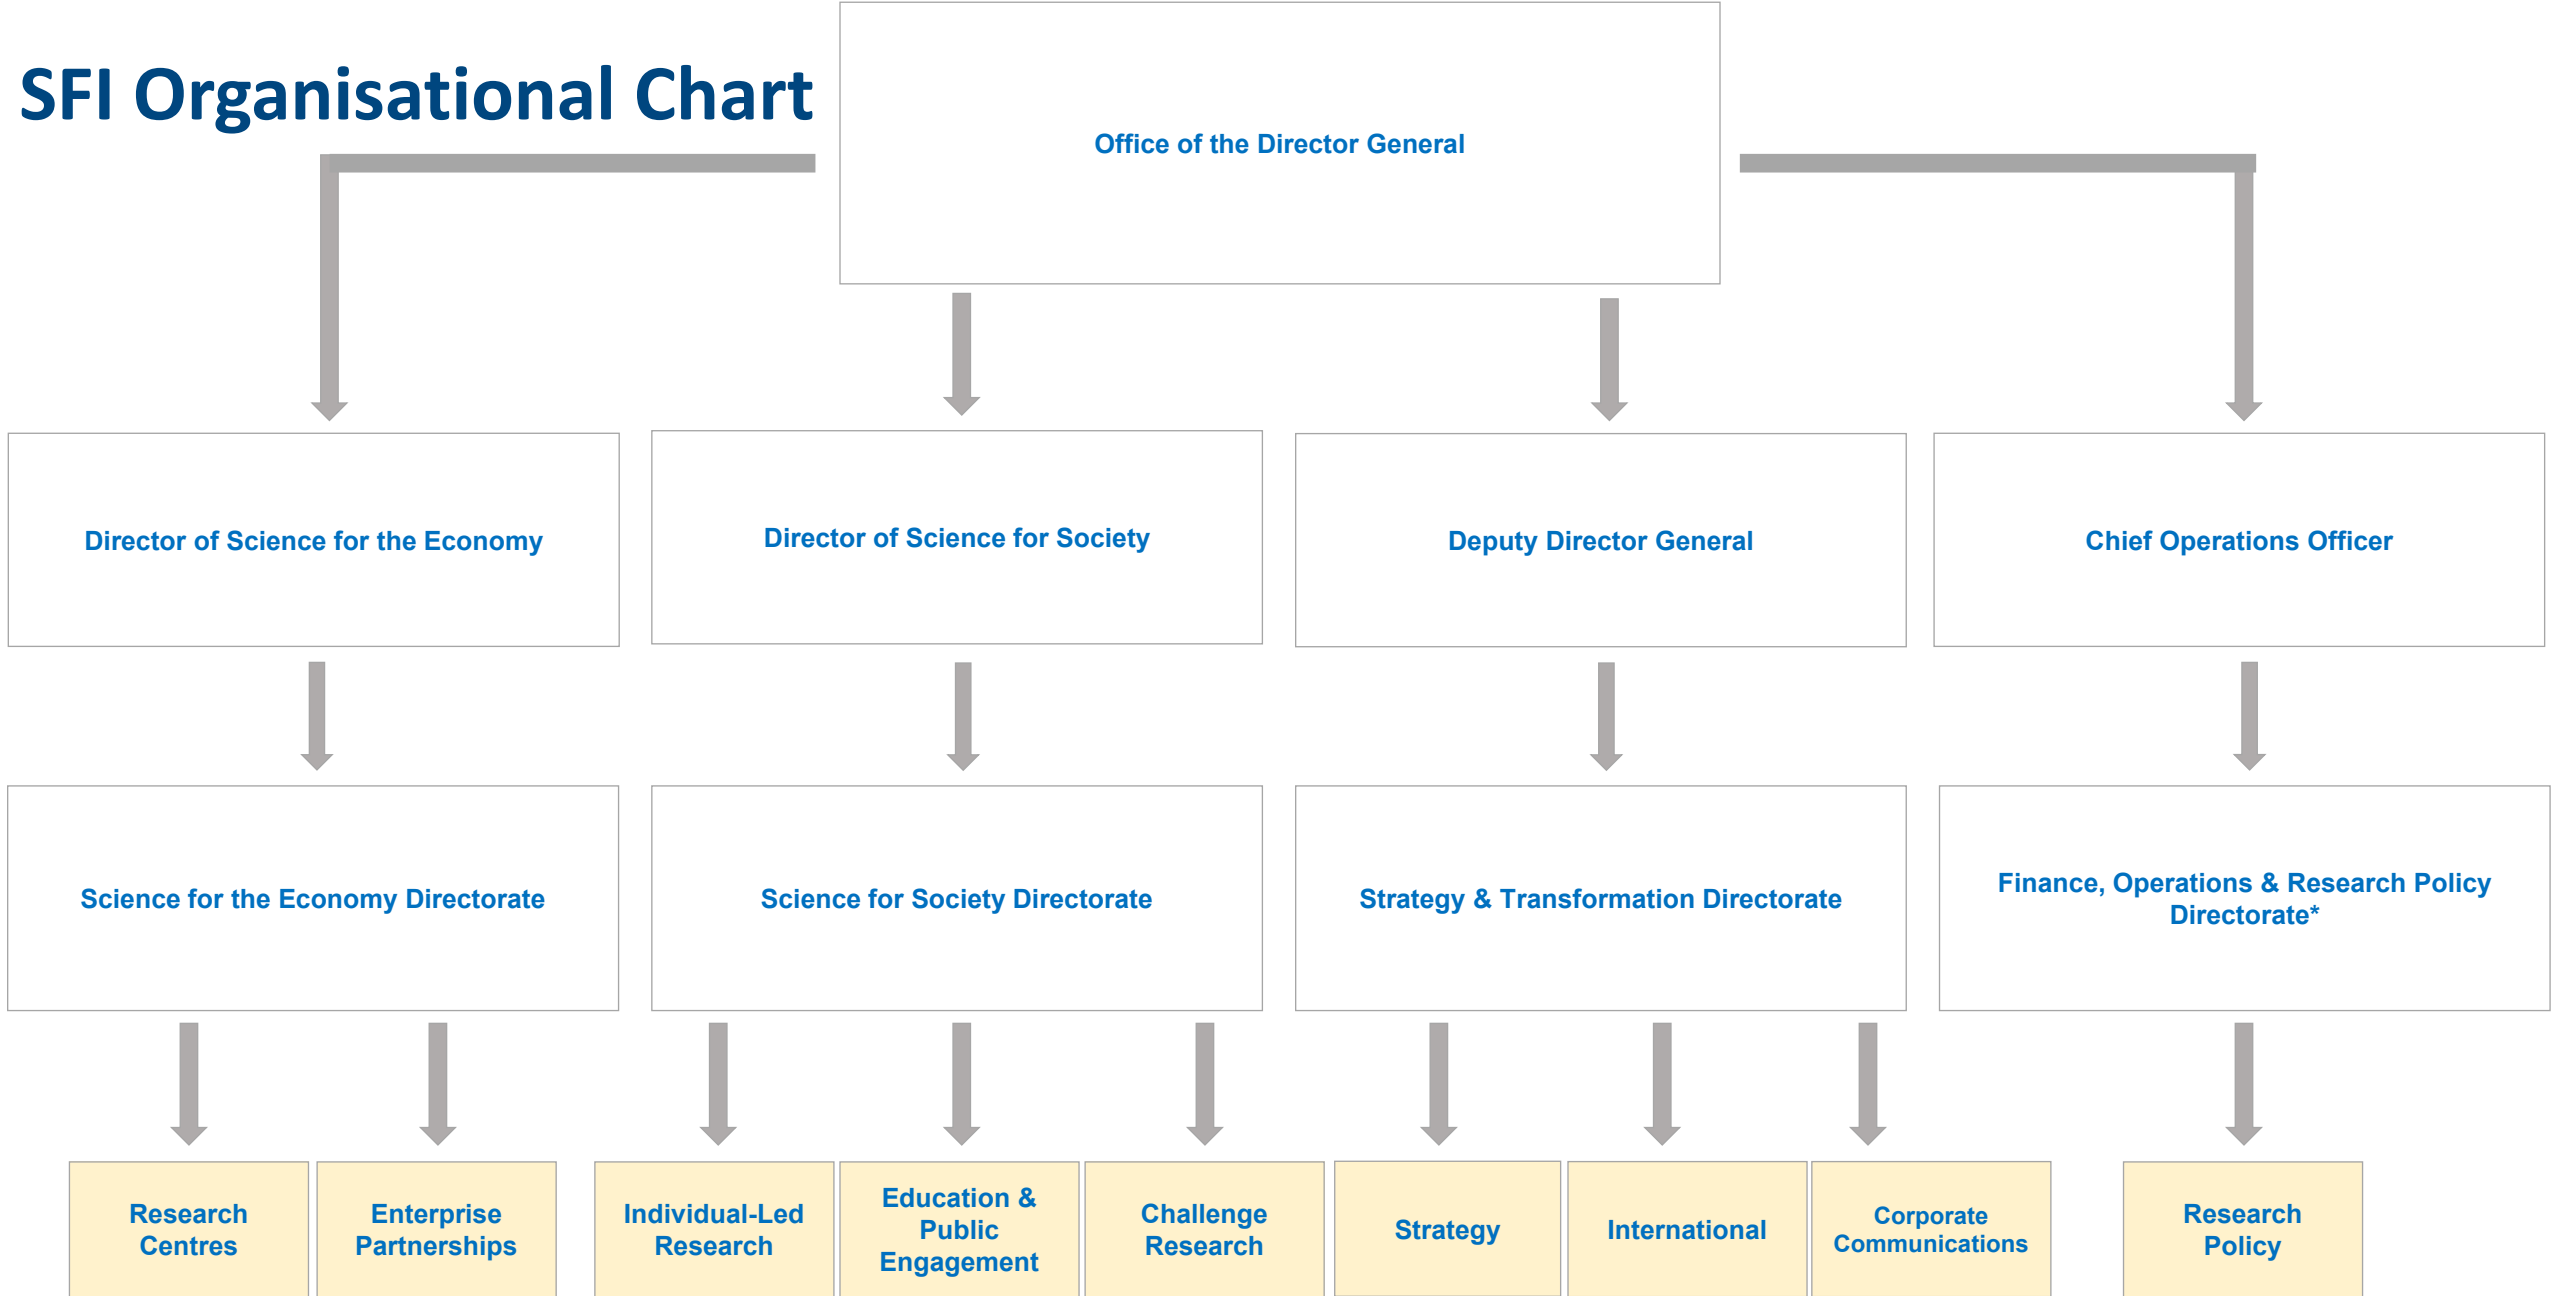 SFI Organisational Chart
Office of the Director General
Director of Science for the Economy
Director of Science for Society
Deputy Director General
Chief Operations Officer
Science for the Economy Directorate
Science for Society Directorate
Strategy & Transformation Directorate
Finance, Operations & Research Policy
Directorate*
Research
Centres
Enterprise
Partnerships
Individual-Led
Research
Education &
Public
Engagement
Challenge
Research
Strategy
International
Corporate
Communications
Research
Policy